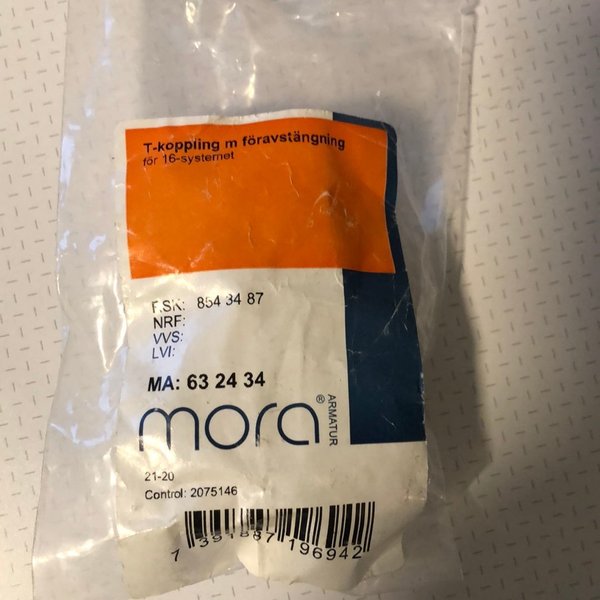 T-koppling m föravstängning
för 16-systemet
RSK: 854 34 87
NRF:
VVS:
LVI:
MA: 63 24 34
mora®
ARMATUR
21-20
Control: 2075146
7 391887 196942